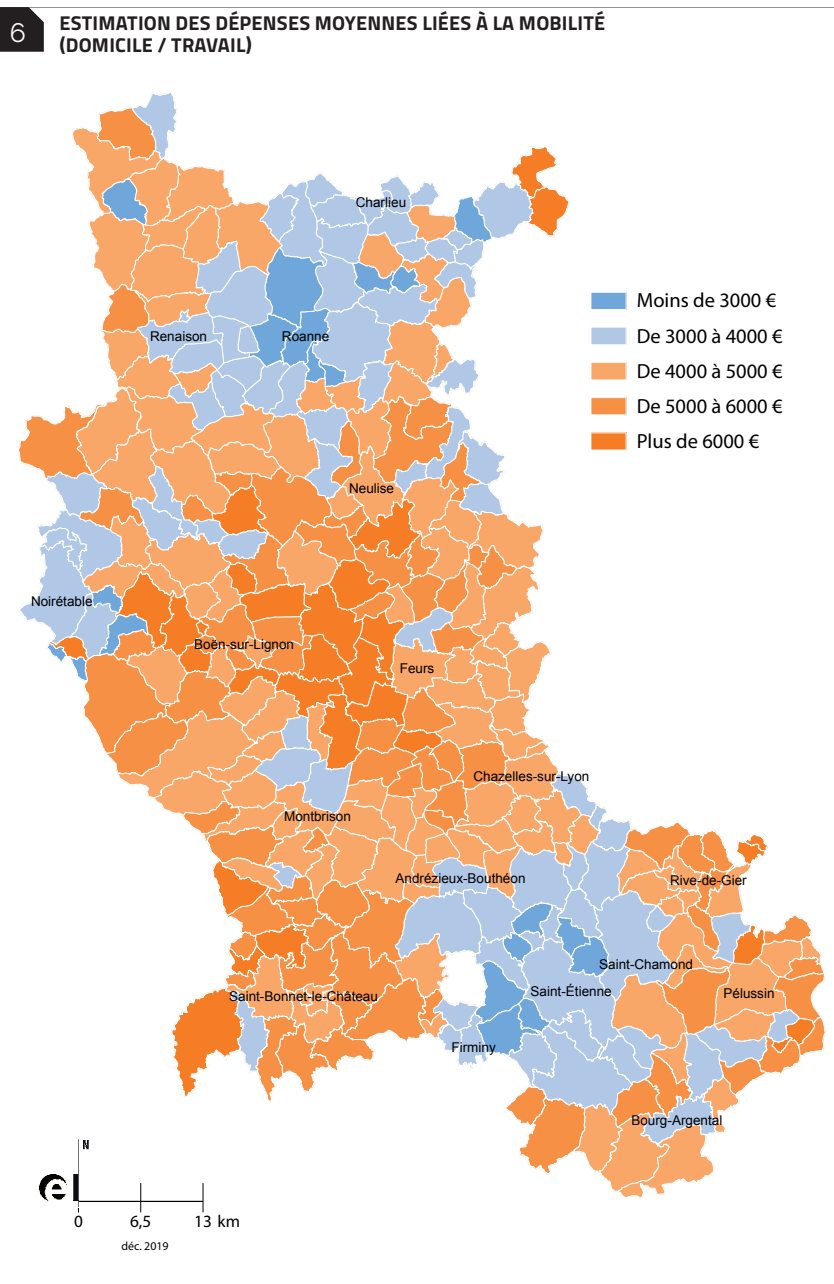 6
ESTIMATION DES DÉPENSES MOYENNES LIÉES À LA MOBILITÉ
(DOMICILE / TRAVAIL)
Charlieu
Moins de 3000 €
De 3000 à 4000 €
De 4000 à 5000 €
De 5000 à 6000 €
Plus de 6000 €
Renaison
Roanne
Neulise
Noirétable
Boën-sur-Lignon
Feurs
Chazelles-sur-Lyon
Montbrison
Andrézieux-Bouthéon
Rive-de-Gier
Saint-Chamond
Saint-Étienne
Pélussin
Saint-Bonnet-le-Château
Firminy
Bourg-Argental
N
e
0 6,5 13 km
déc. 2019